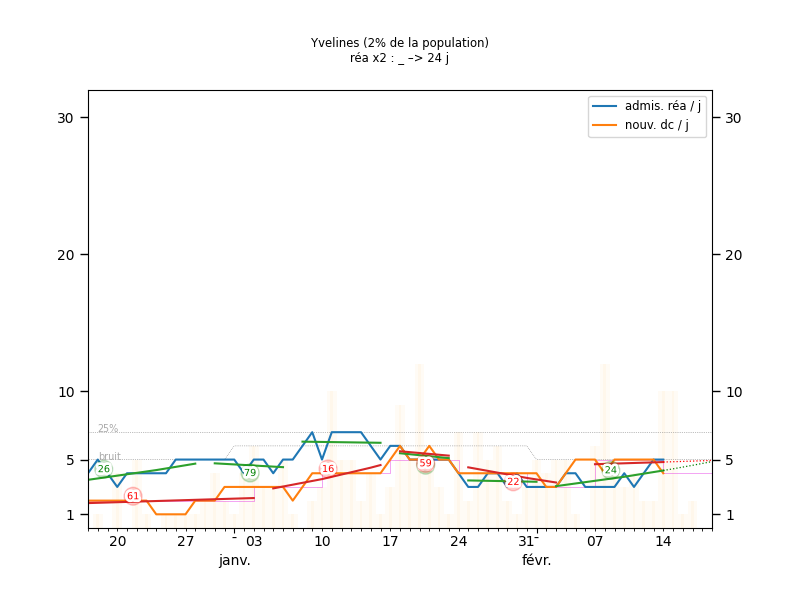 Yvelines (2% de la population)
réa x2 : _ –> 24 j
admis. réa / j
nouv. dc / j
30 30
20 20
10 10
25%
bruit
5 5
26 79 16 59 24
61 22
1 1
20 27 - 03 10 17 24 31 - 07 14
janv. févr.